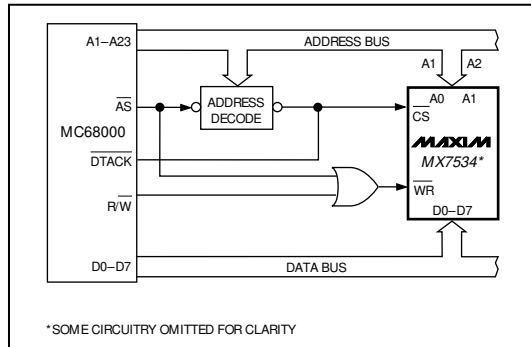 A1–A23
ADDRESS BUS
A1 A2
MC68000
AS
ADDRESS
DECODE
A0 A1
CS
MAXIM
MX7534*
DTACK
R/W
WR
D0–D7
D0–D7
DATA BUS
*SOME CIRCUITRY OMITTED FOR CLARITY